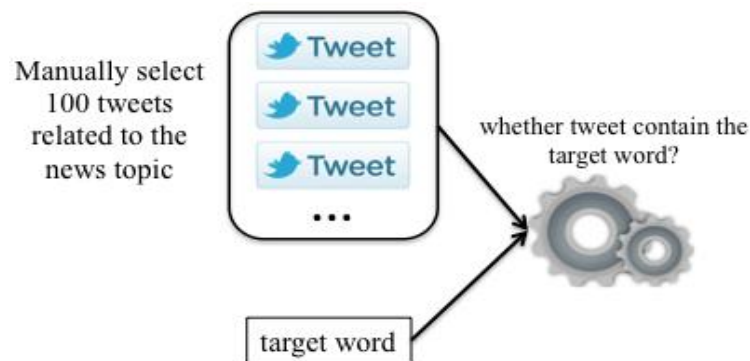 Manually select
100 tweets
related to the
news topic
Tweet
Tweet
Tweet
...
whether tweet contain the
target word?
target word